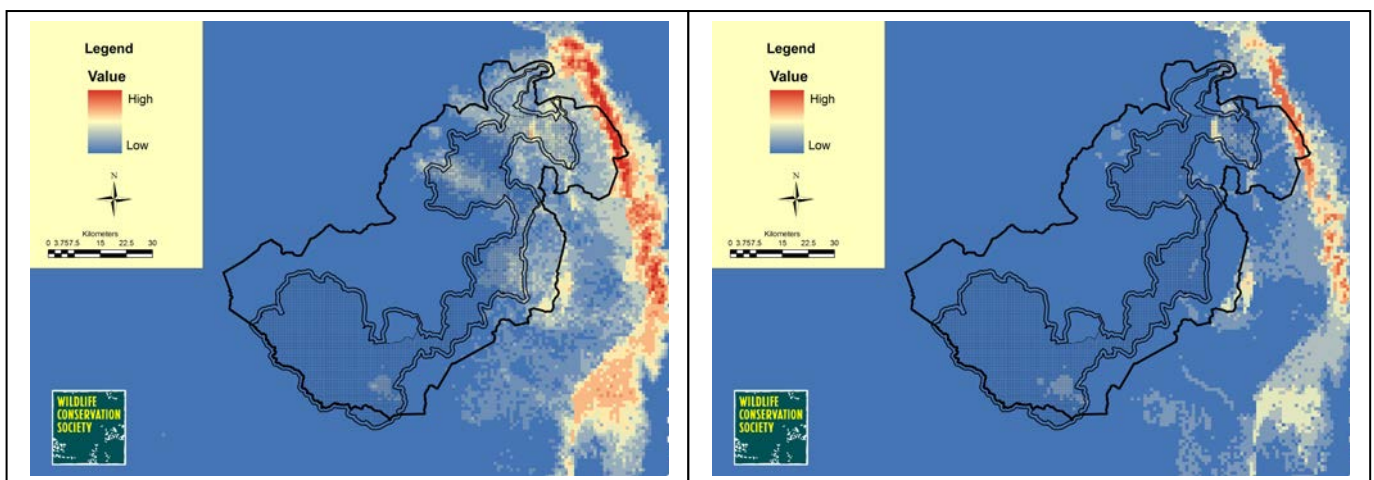 Legend
Value
High
Low
N
Kilometers
0 3.757.5 15 22.5 30
WILDLIFE
CONSERVATION
SOCIETY
Legend
Value
High
Low
N
Kilometers
0 3.757.5 15 22.5 30
WILDLIFE
CONSERVATION
SOCIETY